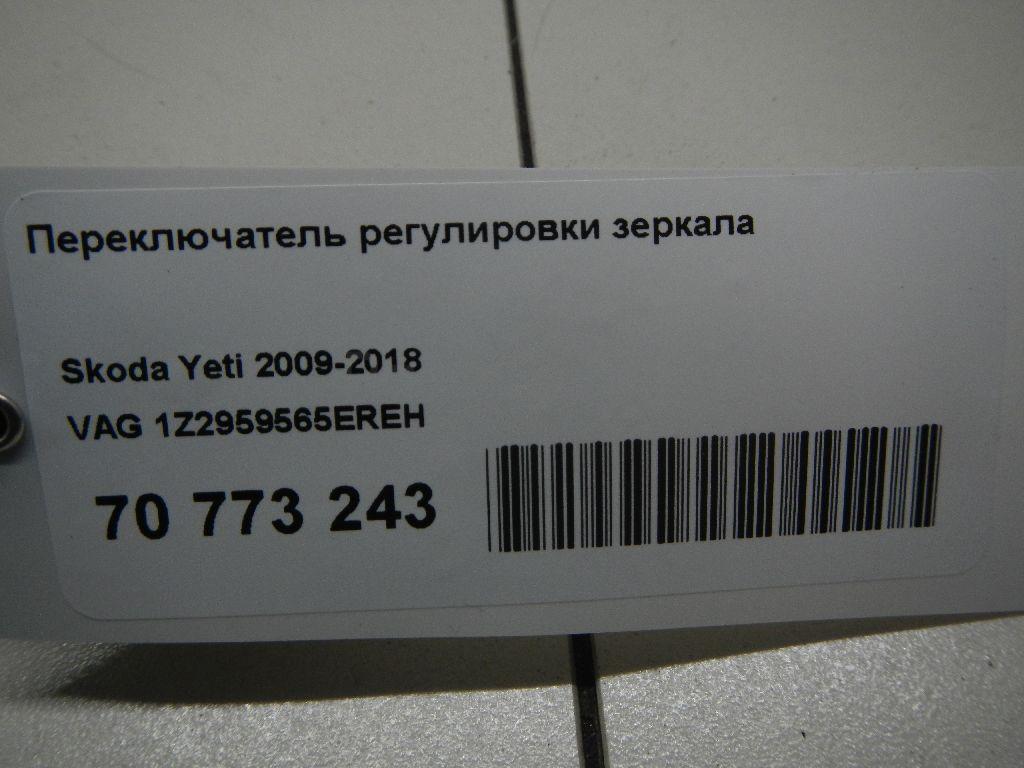 Переключатель регулировки зеркала
Skoda Yeti 2009-2018
VAG 1Z2959565EREH
70 773 243